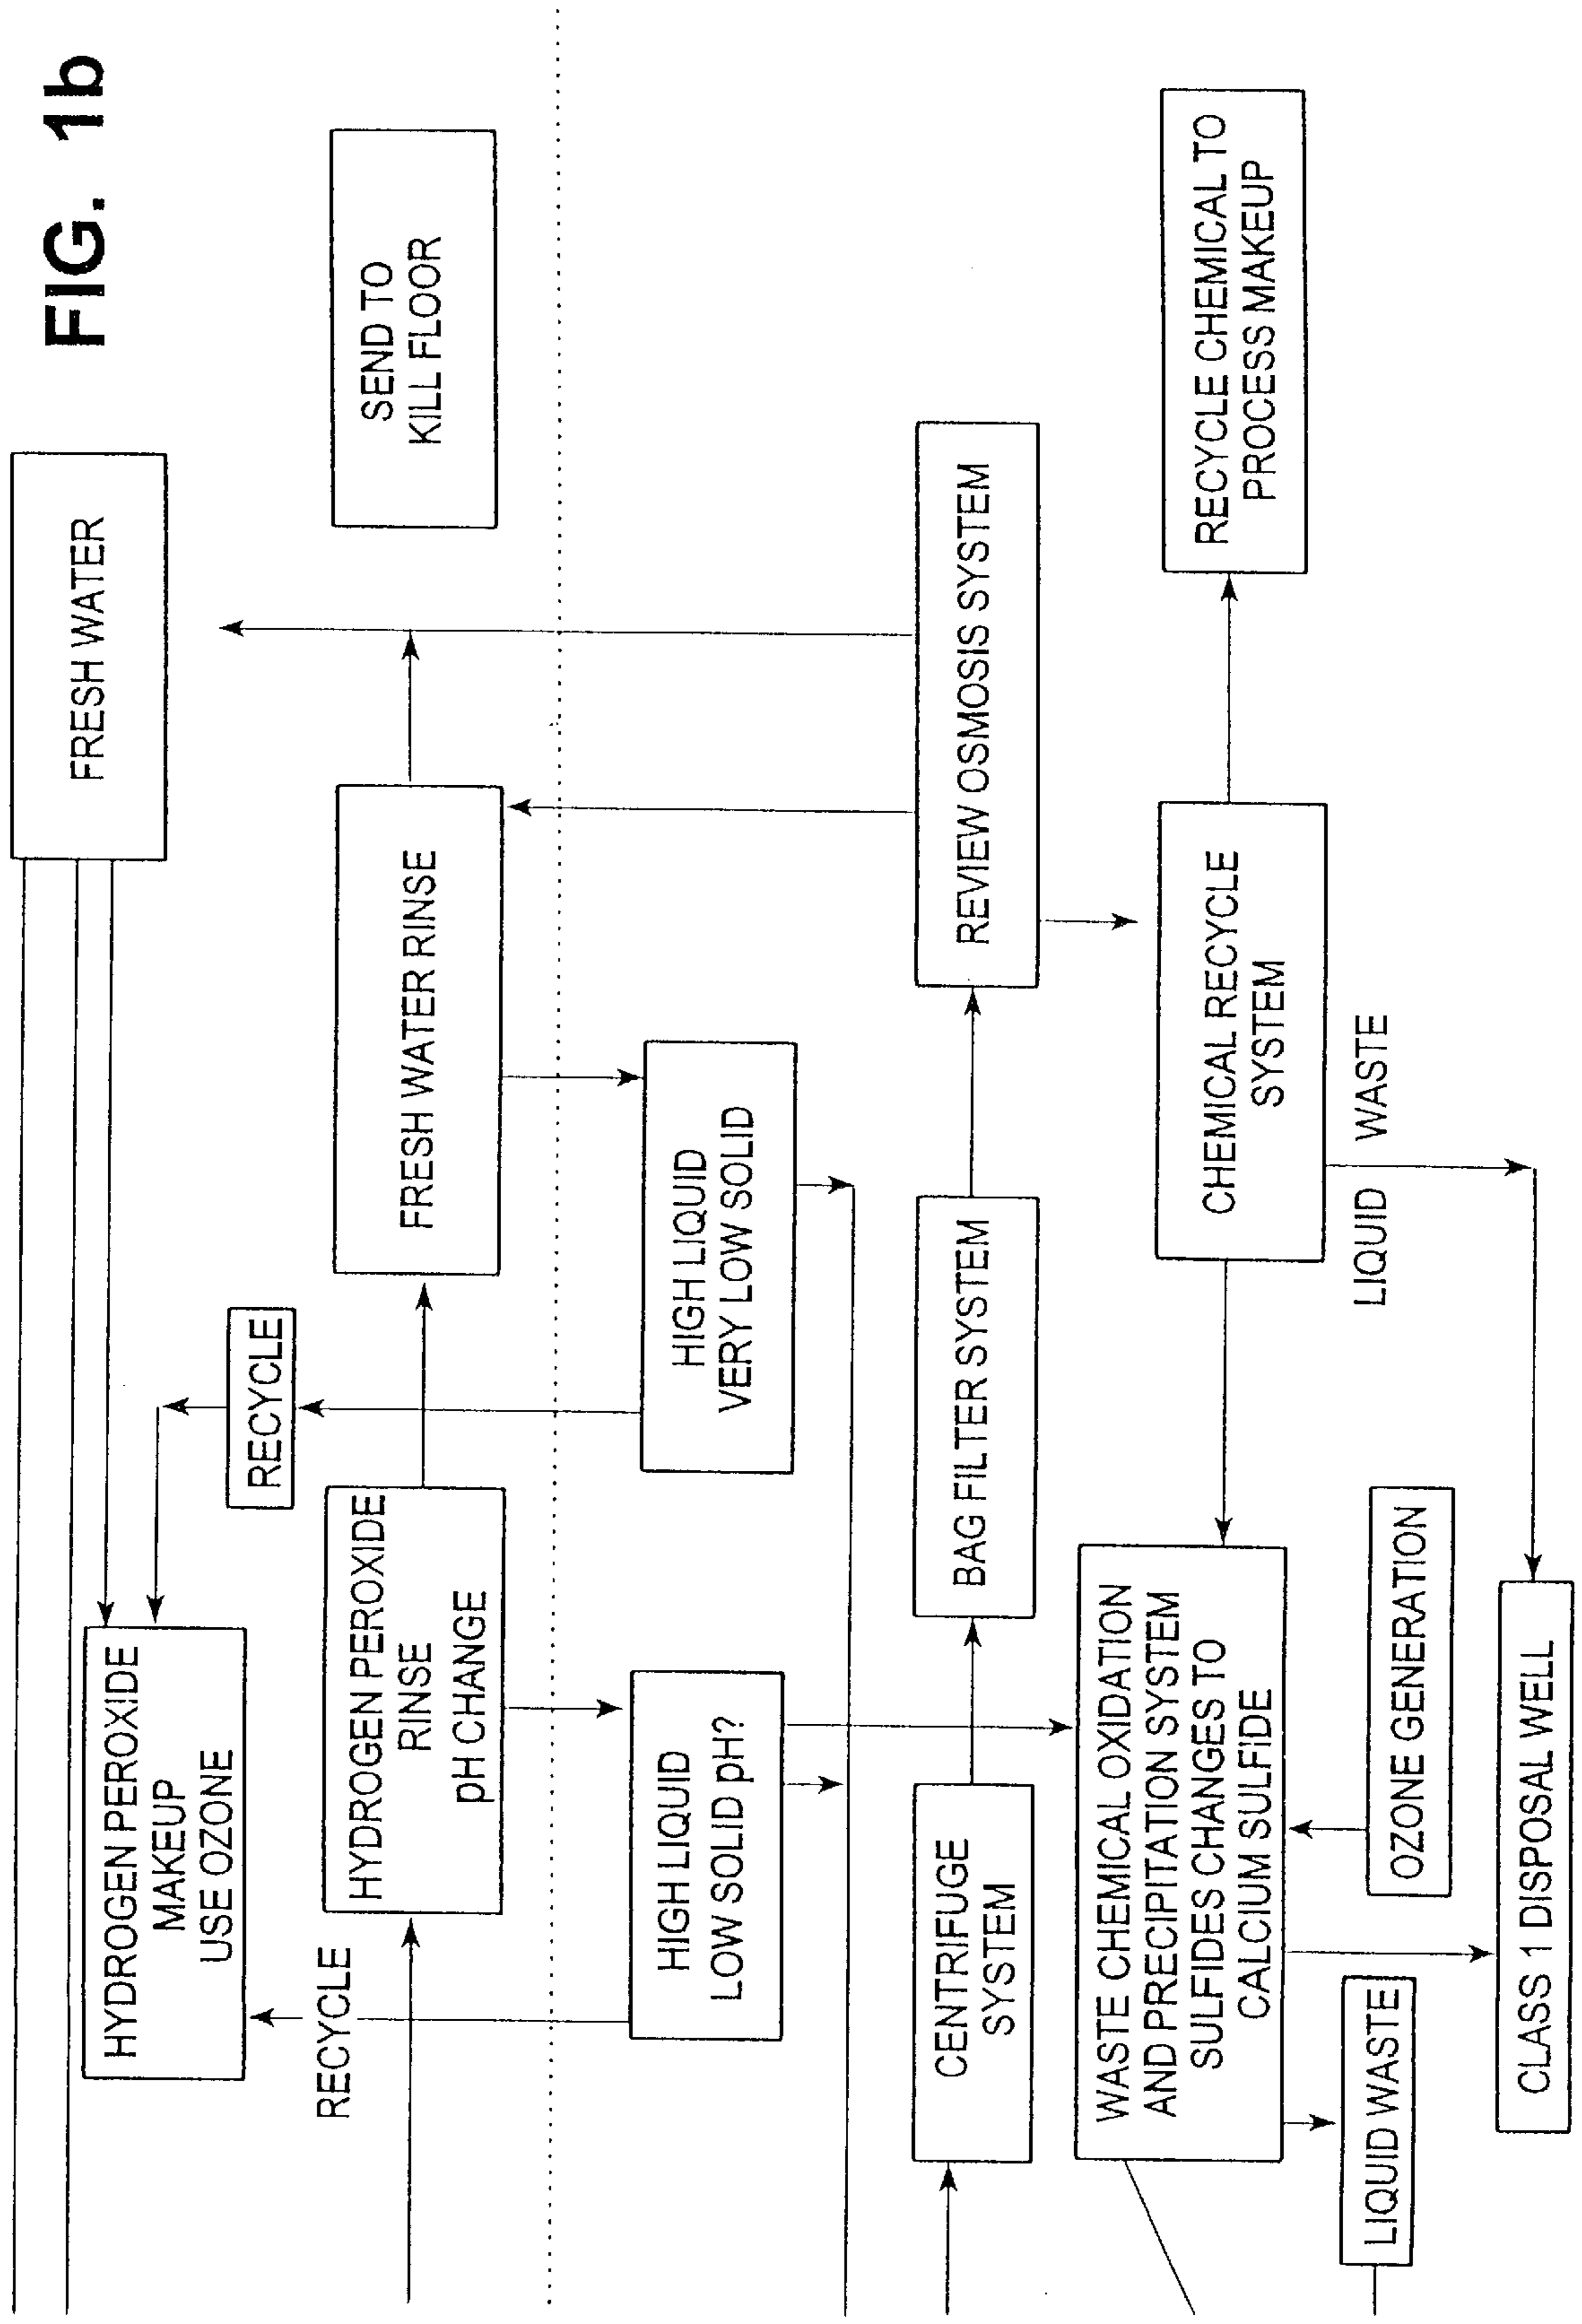 FIG. 1b
FRESH WATER
HYDROGEN PEROXIDE
MAKEUP
USE OZONE
RECYCLE
RECYCLE
HYDROGEN PEROXIDE
RINSE
pH CHANGE
FRESH WATER RINSE
SEND TO
KILL FLOOR
HIGH LIQUID
LOW SOLID pH?
HIGH LIQUID
VERY LOW SOLID
CENTRIFUGE
SYSTEM
BAG FILTER SYSTEM
REVIEW OSMOSIS SYSTEM
WASTE CHEMICAL OXIDATION
AND PRECIPITATION SYSTEM
SULFIDES CHANGES TO
CALCIUM SULFIDE
CHEMICAL RECYCLE
SYSTEM
RECYCLE CHEMICAL TO
PROCESS MAKEUP
LIQUID WASTE
LIQUID WASTE
OZONE GENERATION
CLASS 1 DISPOSAL WELL